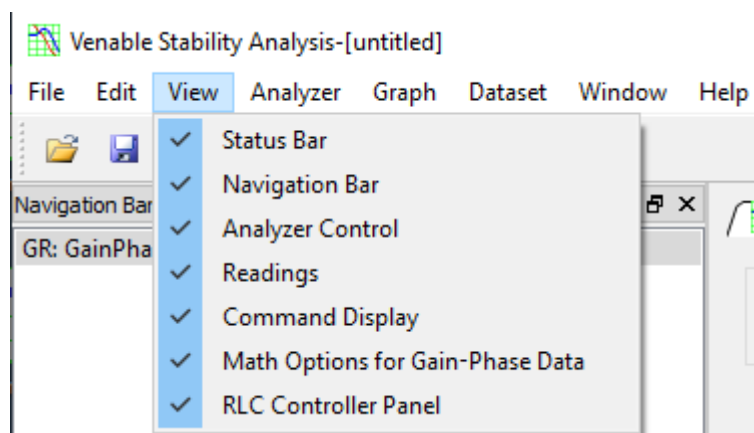 Venable Stability Analysis-[untitled]
File Edit View Analyzer Graph Dataset Window Help
Status Bar
Navigation Bar
Navigation Bar
Analyzer Control
GR: GainPha
Readings
Command Display
Math Options for Gain-Phase Data
RLC Controller Panel